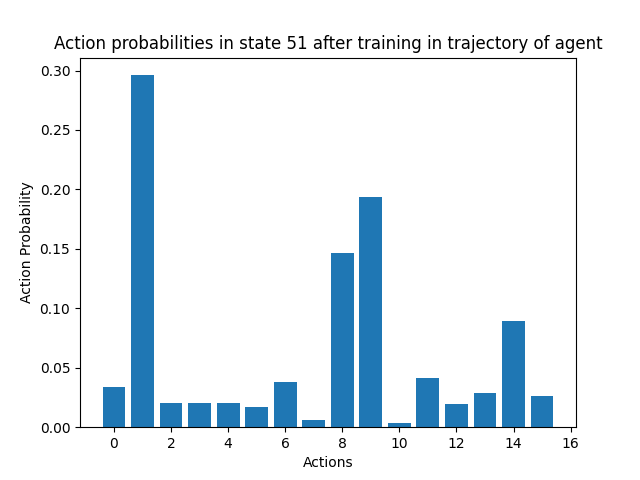 Action probabilities in state 51 after training in trajectory of agent
0.30
0.25
0.20
0.15
0.10
0.05
0.00
Action Probability
0 2 4 6 8 10 12 14 16
Actions